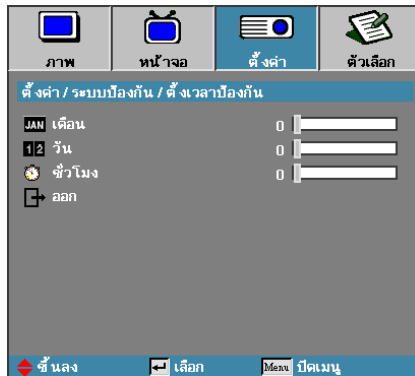 ภาพ หน้าจอ ตั้งค่า ตัวเลือก
ตั้งค่า / ระบบป้องกัน / ตั้งเวลาป้องกัน
JAN เดือน 0
12 วัน 0
ชั่วโมง 0
ออก
ขึ้นลง เลือก Menu ปิดเมนู